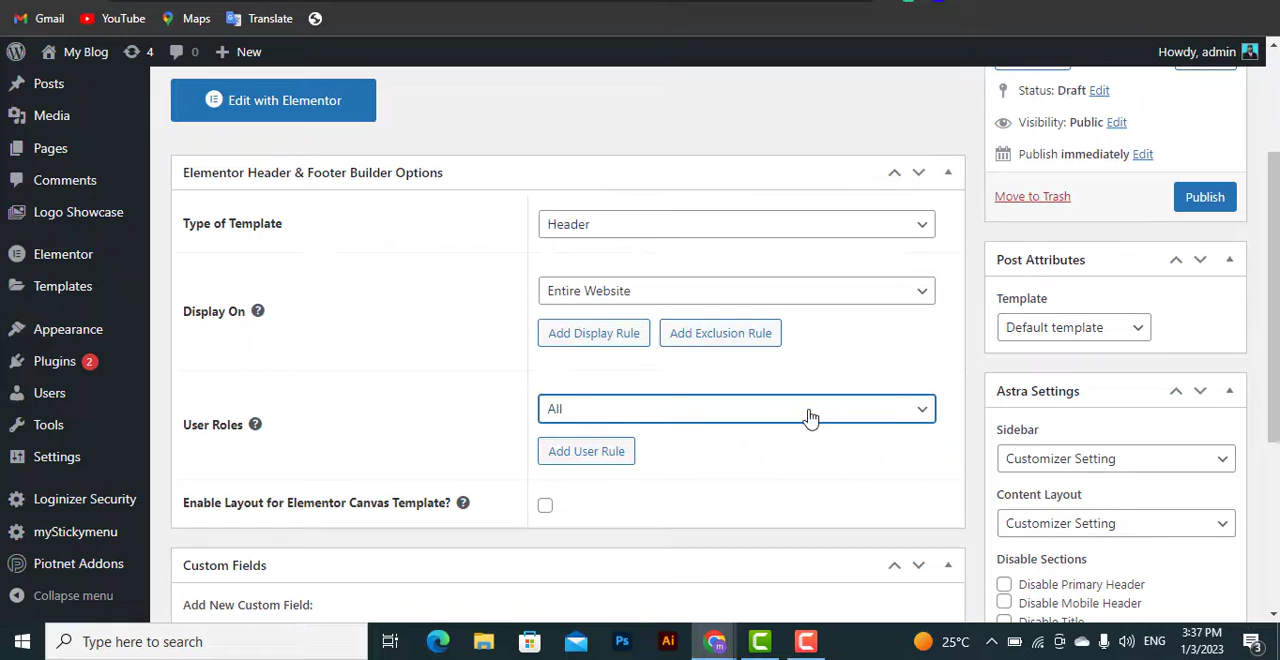 Gmail YouTube Maps Translate
My Blog 4 0 New Howdy, admin
Posts
Media
Pages
Comments
Logo Showcase
Elementor
Templates
Appearance
Plugins 2
Users
Tools
Settings
Loginizer Security
myStickymenu
Piotnet Addons
Collapse menu
Edit with Elementor
Elementor Header & Footer Builder Options
Type of Template Header
Display On ? Entire Website
Add Display Rule Add Exclusion Rule
User Roles ? All
Add User Rule
Enable Layout for Elementor Canvas Template? ?
Custom Fields
Add New Custom Field:
Status: Draft Edit
Visibility: Public Edit
Publish immediately Edit
Move to Trash Publish
Post Attributes
Template
Default template
Astra Settings
Sidebar
Customizer Setting
Content Layout
Customizer Setting
Disable Sections
Disable Primary Header
Disable Mobile Header
Disable Title
Type here to search Ps Ai m C C 25°C ENG 3:37 PM
1/3/2023 3